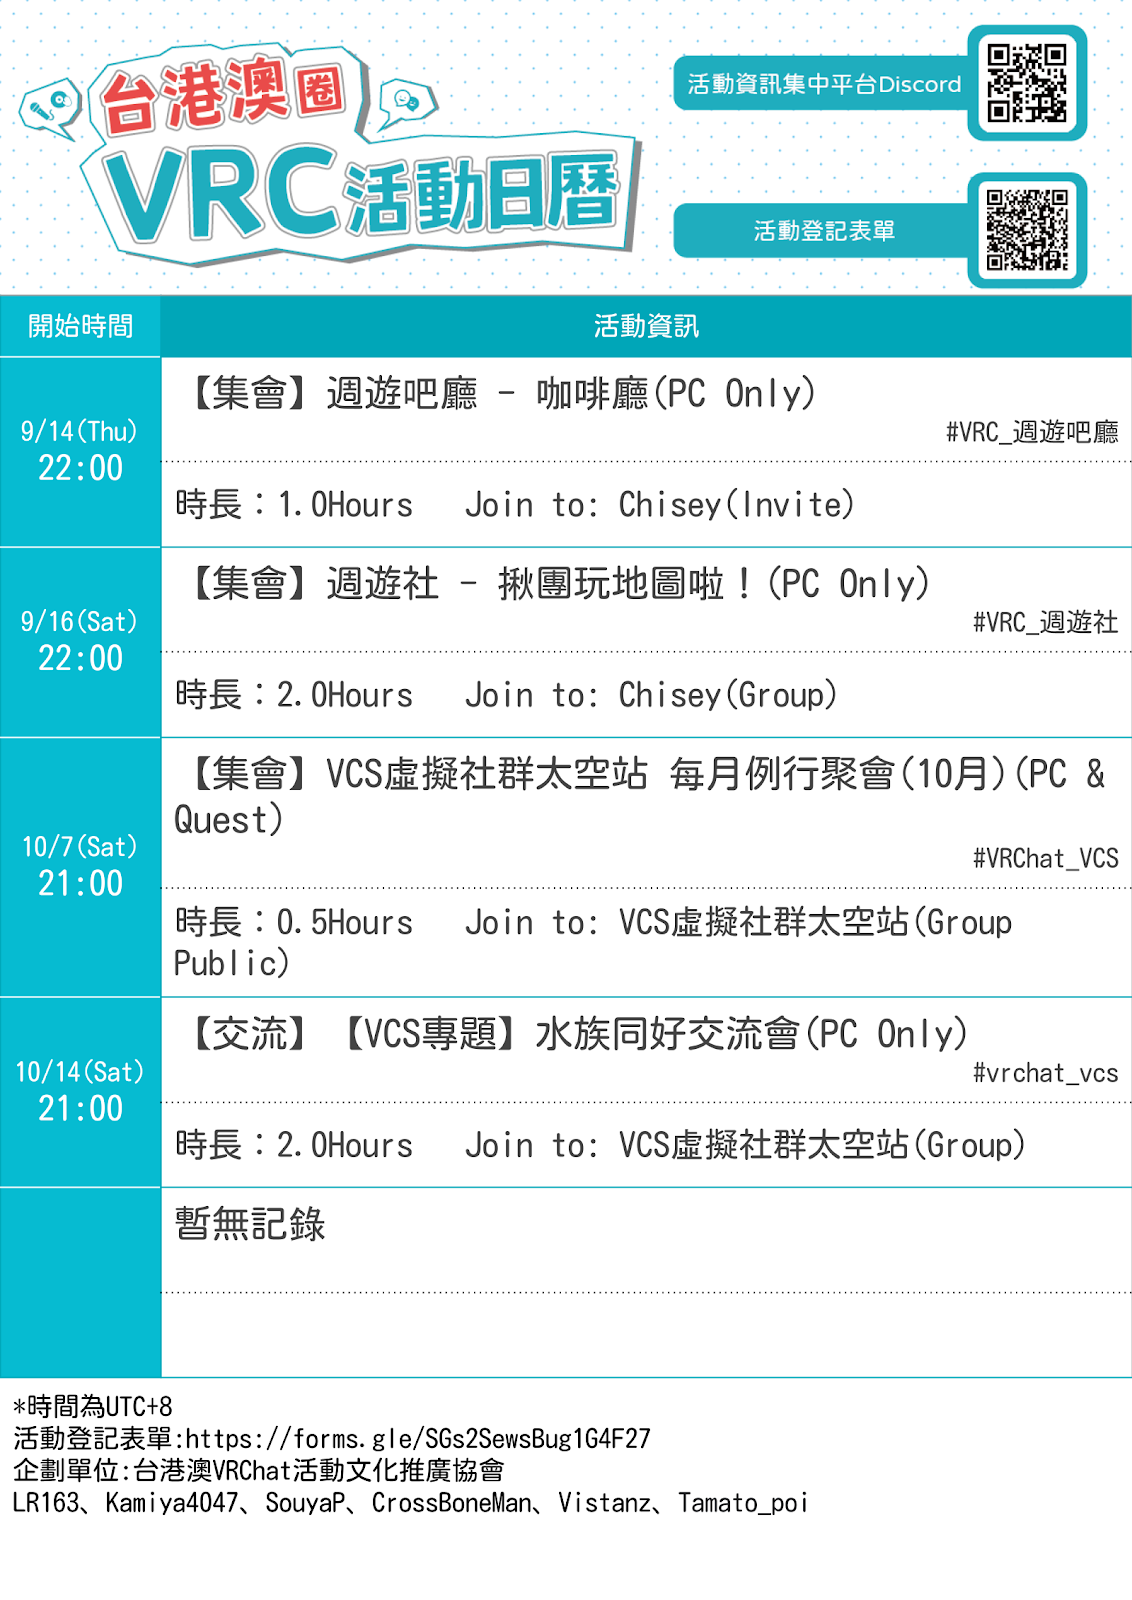 台港澳圈
VRC活動日曆
活動資訊集中平台Discord
活動登記表單
開始時間
活動資訊
9/14(Thu)
22:00
【集會】週遊吧廳 - 咖啡廳(PC Only)
#VRC_週遊吧廳
時長：1.0Hours Join to: Chisey(Invite)
9/16(Sat)
22:00
【集會】週遊社 - 揪團玩地圖啦！(PC Only)
#VRC_週遊社
時長：2.0Hours Join to: Chisey(Group)
10/7(Sat)
21:00
【集會】VCS虛擬社群太空站 每月例行聚會(10月)(PC &
Quest)
#VRChat_VCS
時長：0.5Hours Join to: VCS虛擬社群太空站(Group
Public)
10/14(Sat)
21:00
【交流】【VCS專題】水族同好交流會(PC Only)
#vrchat_vcs
時長：2.0Hours Join to: VCS虛擬社群太空站(Group)
暫無記錄
*時間為UTC+8
活動登記表單:https://forms.gle/SGs2SewsBug1G4F27
企劃單位:台港澳VRChat活動文化推廣協會
LR163、Kamiya4047、SouyaP、CrossBoneMan、Vistanz、Tamato_poi